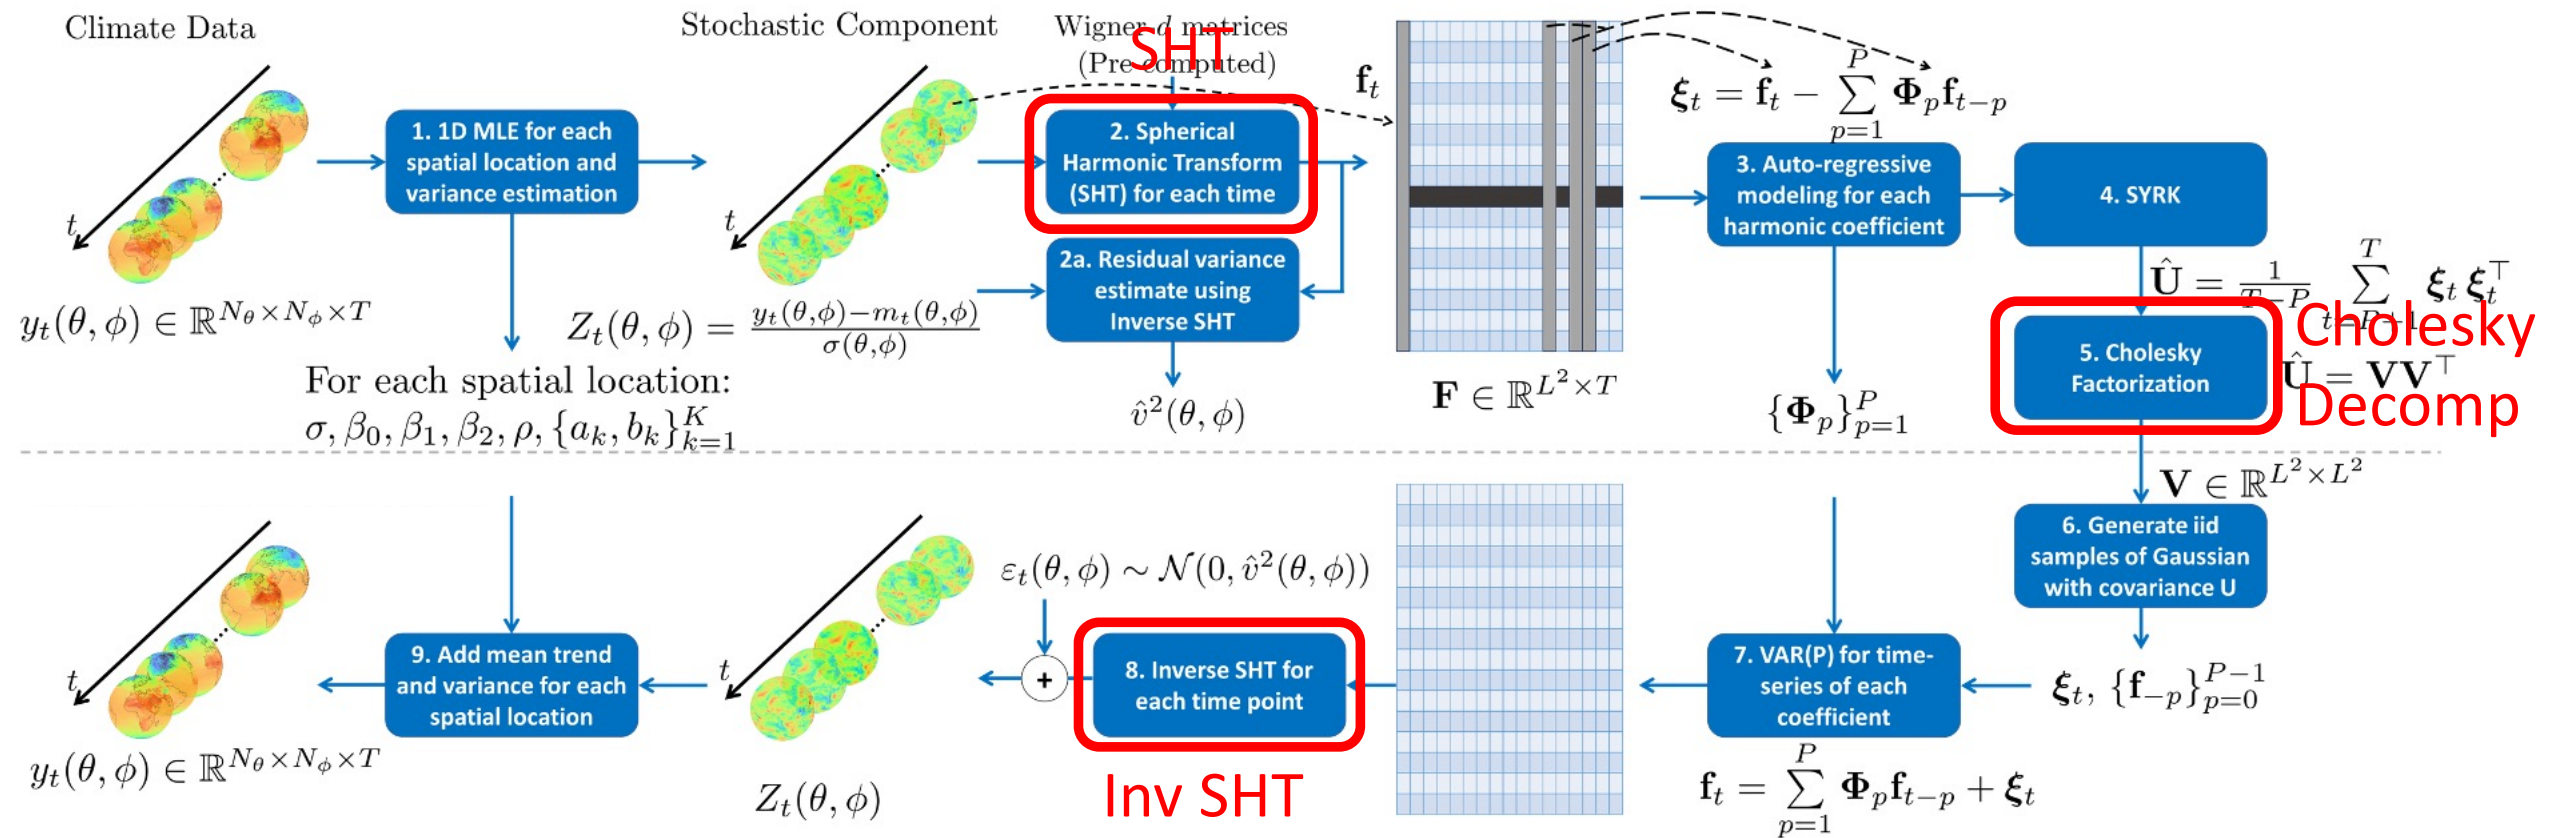 Climate Data
t
y_t(θ, ϕ) ∈ ℝ^{N_θ×N_ϕ×T}
1. 1D MLE for each
spatial location and
variance estimation
For each spatial location:
σ, β_0, β_1, β_2, ρ, {a_k, b_k}_{k=1}^K
Stochastic Component
t
Z_t(θ, ϕ) = \frac{y_t(θ,ϕ)−m_t(θ,ϕ)}{σ(θ,ϕ)}
Wigner d matrices
(Pre computed)
SHT
2. Spherical
Harmonic Transform
(SHT) for each time
2a. Residual variance
estimate using
Inverse SHT
v̂^2(θ, ϕ)
f_t
F ∈ ℝ^{L^2×T}
ξ_t = f_t − ∑_{p=1}^{P} Φ_p f_{t−p}
3. Auto-regressive
modeling for each
harmonic coefficient
{Φ_p}_{p=1}^P
4. SYRK
Û = \frac{1}{T−P} ∑_{t=P+1}^{T} ξ_t ξ_t^⊤
Cholesky
Decomp
5. Cholesky
Factorization
Û = VV^⊤
V ∈ ℝ^{L^2×L^2}
6. Generate iid
samples of Gaussian
with covariance U
ξ_t, {f_{−p}}_{p=0}^{P−1}
7. VAR(P) for time-
series of each
coefficient
f_t = ∑_{p=1}^{P} Φ_p f_{t−p} + ξ_t
8. Inverse SHT for
each time point
Inv SHT
ε_t(θ, ϕ) ∼ 𝒩(0, v̂^2(θ, ϕ))
+
t
Z_t(θ, ϕ)
9. Add mean trend
and variance for each
spatial location
t
y_t(θ, ϕ) ∈ ℝ^{N_θ×N_ϕ×T}